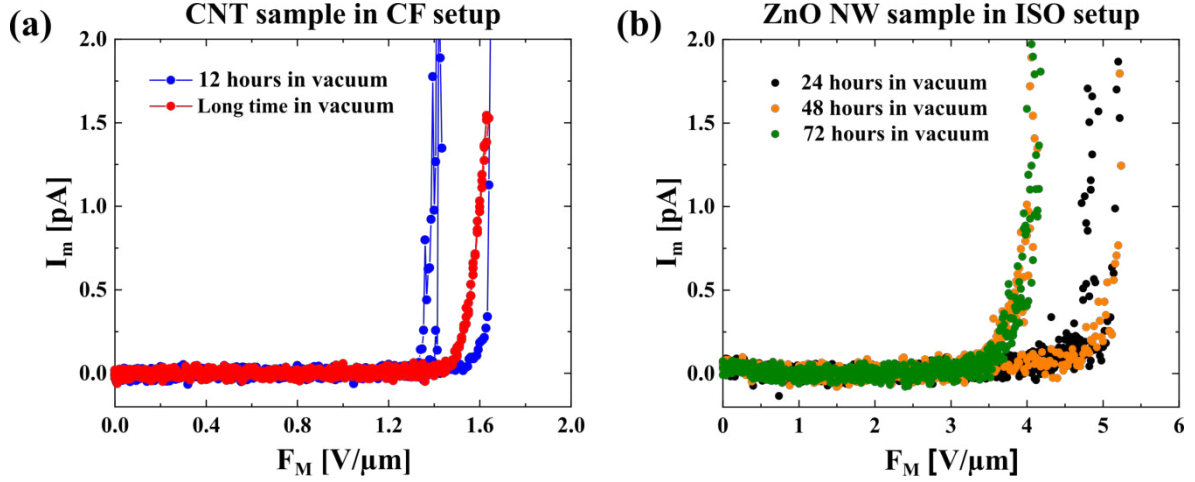 (a)
CNT sample in CF setup
2.0
1.5
1.0
0.5
0.0
I_m [pA]
12 hours in vacuum
Long time in vacuum
0.0 0.4 0.8 1.2 1.6 2.0
F_M [V/µm]
(b)
ZnO NW sample in ISO setup
2.0
1.5
1.0
0.5
0.0
I_m [pA]
24 hours in vacuum
48 hours in vacuum
72 hours in vacuum
0 1 2 3 4 5 6
F_M [V/µm]